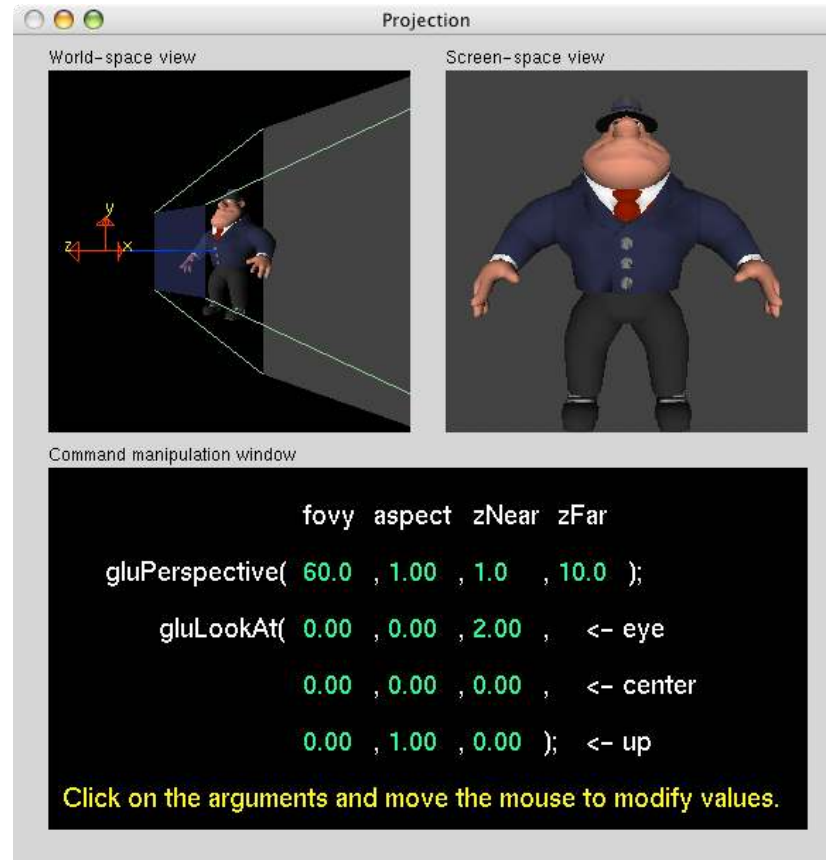 Projection
World-space view
Screen-space view
y
z x
Command manipulation window
fovy aspect zNear zFar
gluPerspective( 60.0 , 1.00 , 1.0 , 10.0 );
gluLookAt( 0.00 , 0.00 , 2.00 , <- eye
0.00 , 0.00 , 0.00 , <- center
0.00 , 1.00 , 0.00 ); <- up
Click on the arguments and move the mouse to modify values.